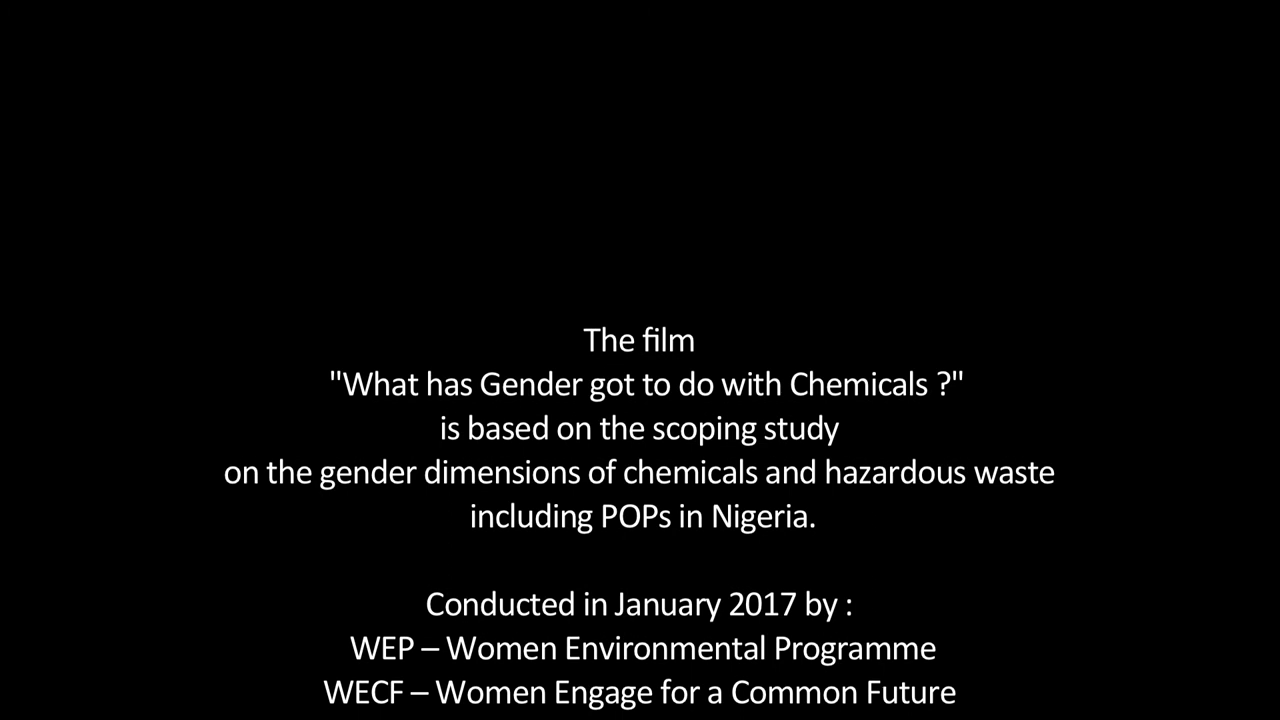 The film
"What has Gender got to do with Chemicals ?"
is based on the scoping study
on the gender dimensions of chemicals and hazardous waste
including POPs in Nigeria.
Conducted in January 2017 by :
WEP – Women Environmental Programme
WECF – Women Engage for a Common Future